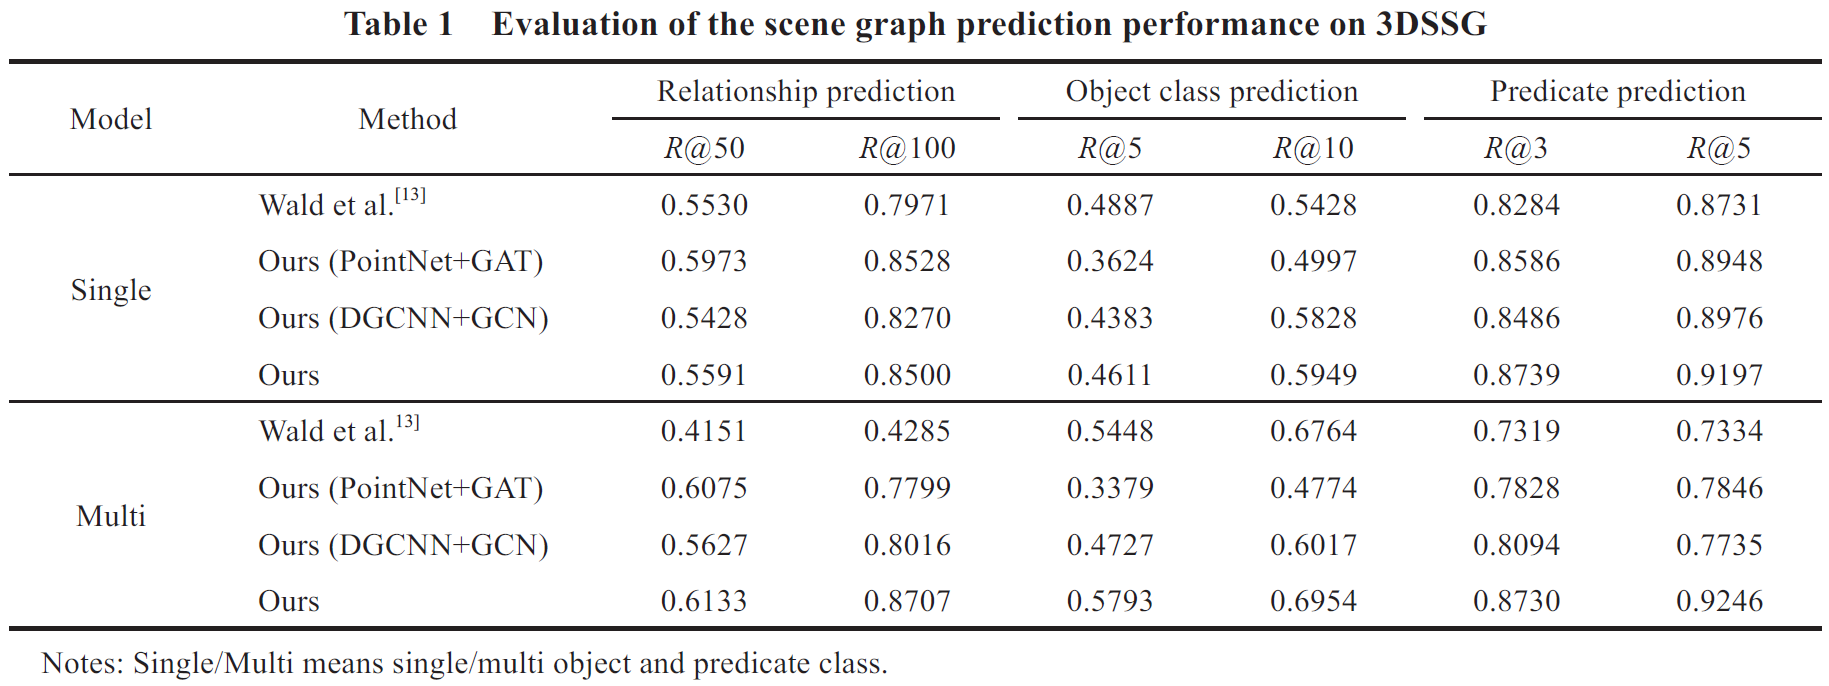 Table 1 Evaluation of the scene graph prediction performance on 3DSSG
Model Method Relationship prediction Object class prediction Predicate prediction
R@50 R@100 R@5 R@10 R@3 R@5
Single
Wald et al.[13] 0.5530 0.7971 0.4887 0.5428 0.8284 0.8731
Ours (PointNet+GAT) 0.5973 0.8528 0.3624 0.4997 0.8586 0.8948
Ours (DGCNN+GCN) 0.5428 0.8270 0.4383 0.5828 0.8486 0.8976
Ours 0.5591 0.8500 0.4611 0.5949 0.8739 0.9197
Multi
Wald et al.13] 0.4151 0.4285 0.5448 0.6764 0.7319 0.7334
Ours (PointNet+GAT) 0.6075 0.7799 0.3379 0.4774 0.7828 0.7846
Ours (DGCNN+GCN) 0.5627 0.8016 0.4727 0.6017 0.8094 0.7735
Ours 0.6133 0.8707 0.5793 0.6954 0.8730 0.9246
Notes: Single/Multi means single/multi object and predicate class.